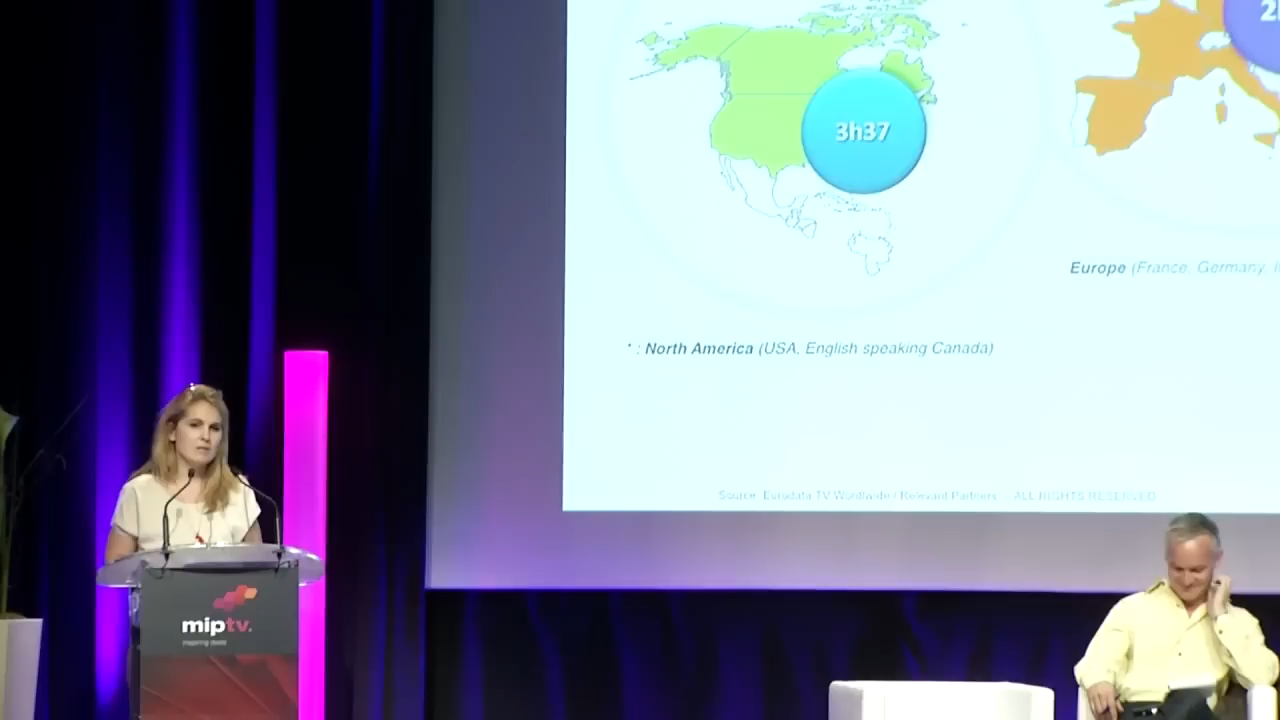 3h37
Europe (France, Germany,
* : North America (USA, English speaking Canada)
Source: Eurodata TV Worldwide / Relevant Partners - ALL RIGHTS RESERVED
miptv.